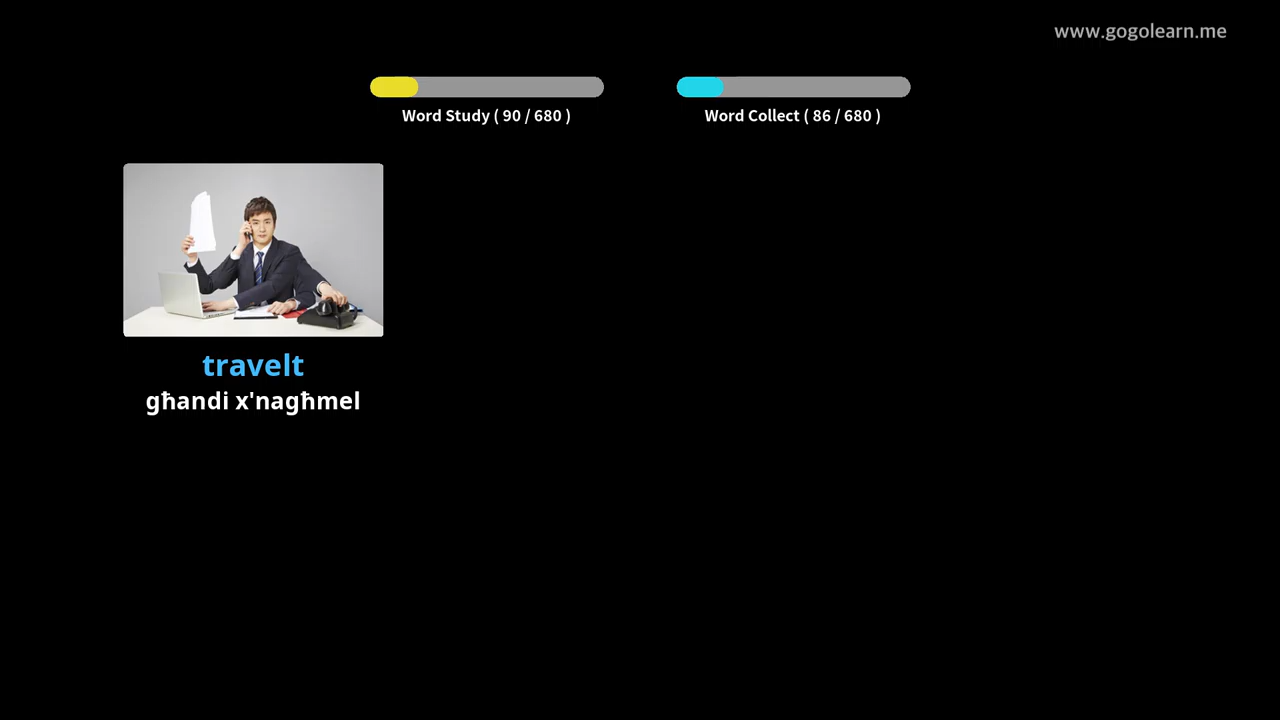 www.gogolearn.me
Word Study ( 90 / 680 )
Word Collect ( 86 / 680 )
travelt
għandi x'nagħmel